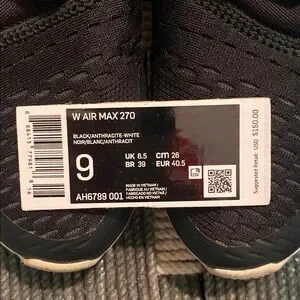 W AIR MAX 270
BLACK/ANTHRACITE-WHITE
NOIR/BLANC/ANTHRACIT
9
UK 6.5 cm 26
BR 39 EUR 40.5
AH6789 001
MADE IN VIETNAM /
FABRIQUE AU VIETNAM /
FABRICADO NO VIETNÃ /
HECHO EN VIETNAM
Suggested Retail: USD $150.00